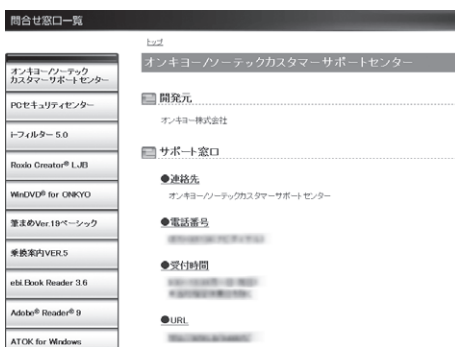 問合せ窓口一覧
トップ
オンキヨー/ソーテック
カスタマーサポートセンター
PCセキュリティセンター
i-フィルター 5.0
Roxio Creator® LJB
WinDVD® for ONKYO
筆まめVer.19ベーシック
乗換案内VER5
ebi.Book Reader 3.6
Adobe® Reader® 9
ATOK for Windows
オンキヨー/ソーテックカスタマーサポートセンター
開発元
オンキヨー株式会社
サポート窓口
●連絡先
オンキヨー/ソーテックカスタマーサポートセンター
●電話番号
●受付時間
●URL